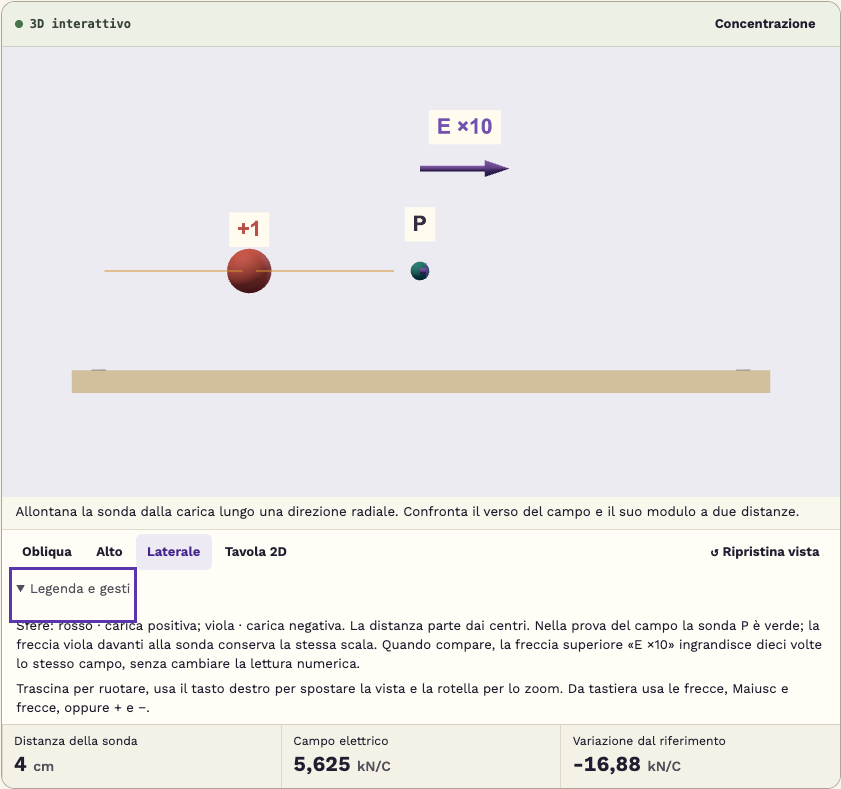 3D interattivo
Concentrazione
E ×10
P
+1
Allontana la sonda dalla carica lungo una direzione radiale. Confronta il verso del campo e il suo modulo a due distanze.
Obliqua Alto Laterale Tavola 2D ↺ Ripristina vista
▼ Legenda e gesti
Sfere: rosso · carica positiva; viola · carica negativa. La distanza parte dai centri. Nella prova del campo la sonda P è verde; la
freccia viola davanti alla sonda conserva la stessa scala. Quando compare, la freccia superiore «E ×10» ingrandisce dieci volte
lo stesso campo, senza cambiare la lettura numerica.
Trascina per ruotare, usa il tasto destro per spostare la vista e la rotella per lo zoom. Da tastiera usa le frecce, Maiusc e
frecce, oppure + e −.
Distanza della sonda
4 cm
Campo elettrico
5,625 kN/C
Variazione dal riferimento
-16,88 kN/C